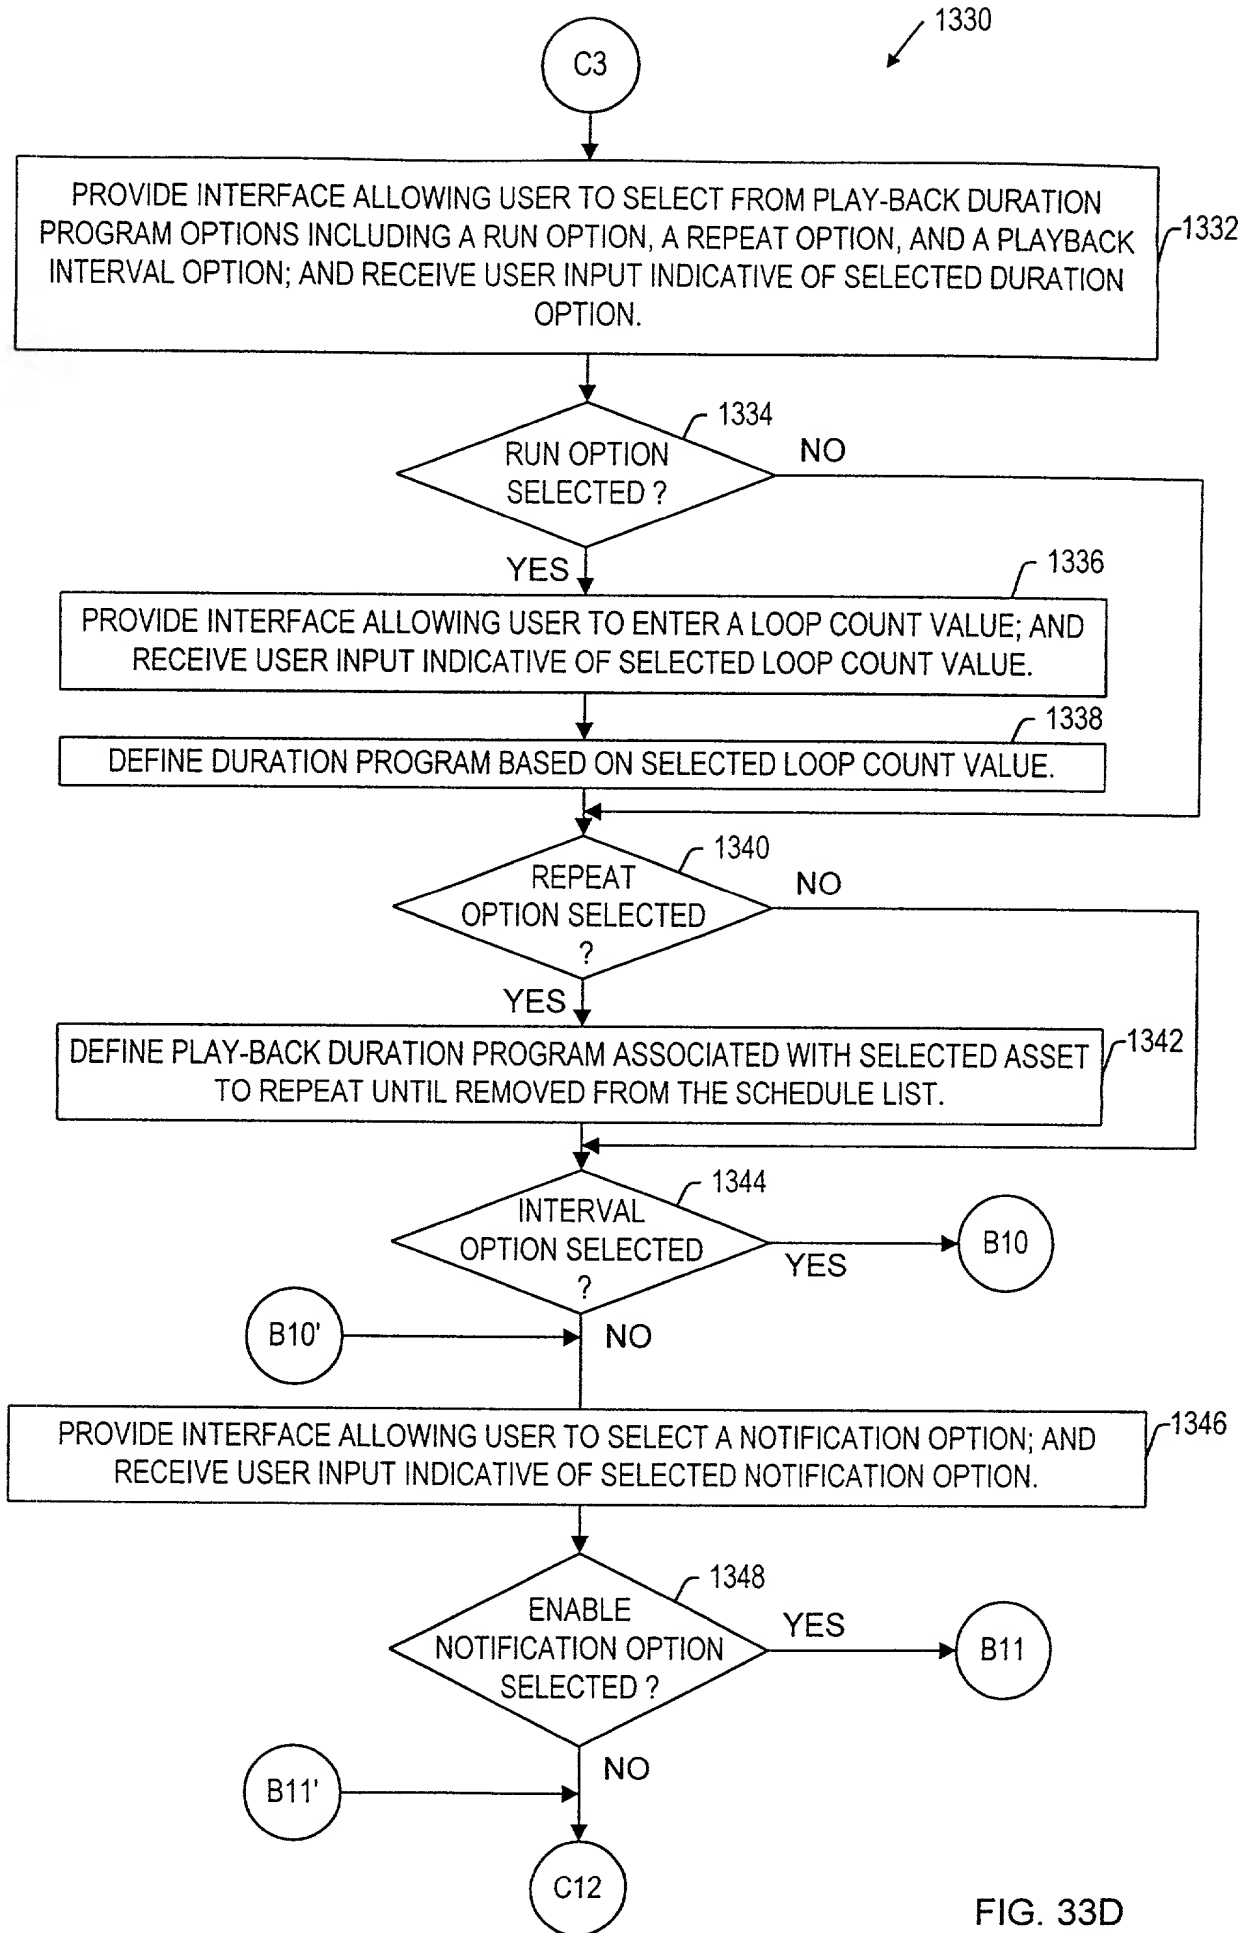 1330
C3
PROVIDE INTERFACE ALLOWING USER TO SELECT FROM PLAY-BACK DURATION
PROGRAM OPTIONS INCLUDING A RUN OPTION, A REPEAT OPTION, AND A PLAYBACK
INTERVAL OPTION; AND RECEIVE USER INPUT INDICATIVE OF SELECTED DURATION
OPTION.
1332
1334
RUN OPTION
SELECTED ?
NO
YES
1336
PROVIDE INTERFACE ALLOWING USER TO ENTER A LOOP COUNT VALUE; AND
RECEIVE USER INPUT INDICATIVE OF SELECTED LOOP COUNT VALUE.
1338
DEFINE DURATION PROGRAM BASED ON SELECTED LOOP COUNT VALUE.
1340
REPEAT
OPTION SELECTED
?
NO
YES
DEFINE PLAY-BACK DURATION PROGRAM ASSOCIATED WITH SELECTED ASSET
TO REPEAT UNTIL REMOVED FROM THE SCHEDULE LIST.
1342
1344
INTERVAL
OPTION SELECTED
?
YES
B10
B10'
NO
PROVIDE INTERFACE ALLOWING USER TO SELECT A NOTIFICATION OPTION; AND
RECEIVE USER INPUT INDICATIVE OF SELECTED NOTIFICATION OPTION.
1346
1348
ENABLE
NOTIFICATION OPTION
SELECTED ?
YES
B11
NO
B11'
C12
FIG. 33D